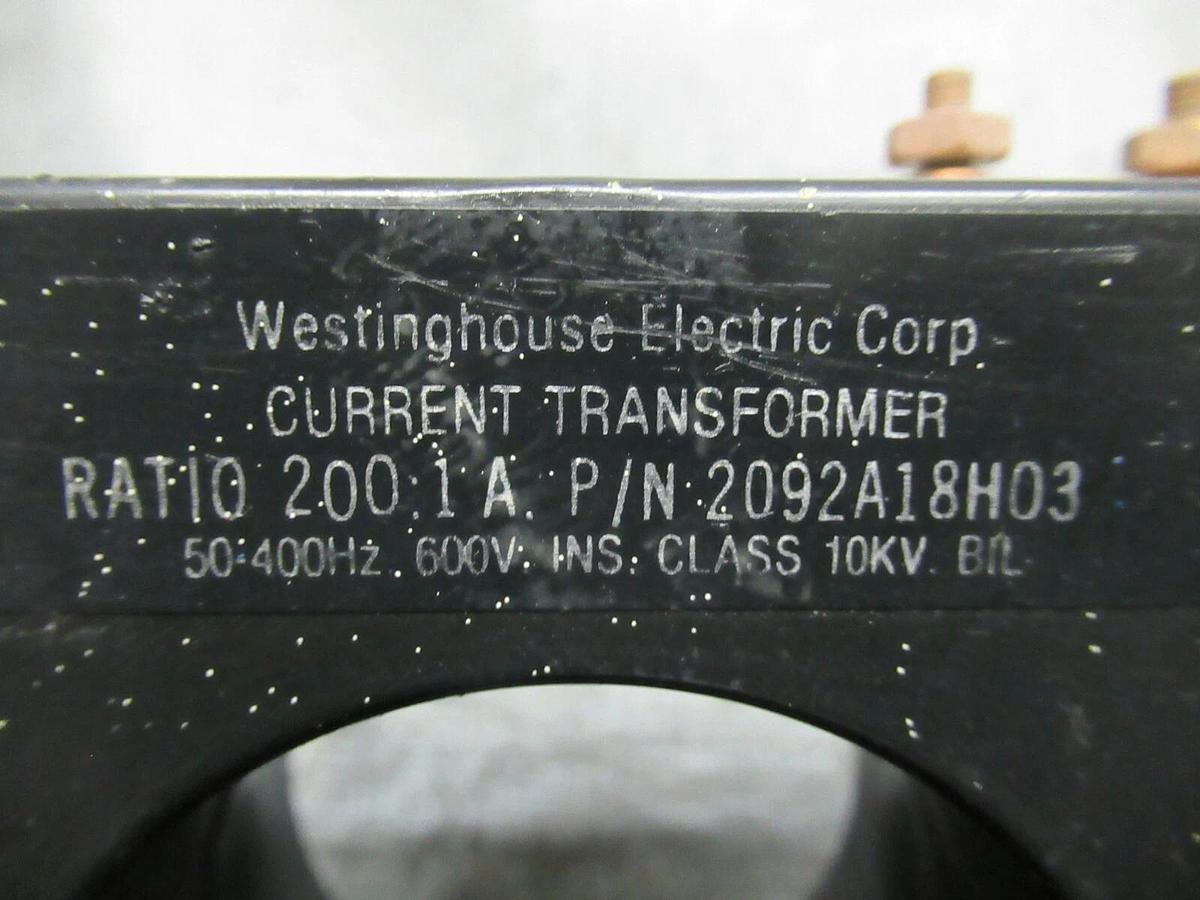 Westinghouse Electric Corp
CURRENT TRANSFORMER
RATIO 200:1 A. P/N 2092A18H03
50-400Hz. 600V. INS. CLASS 10KV. BIL